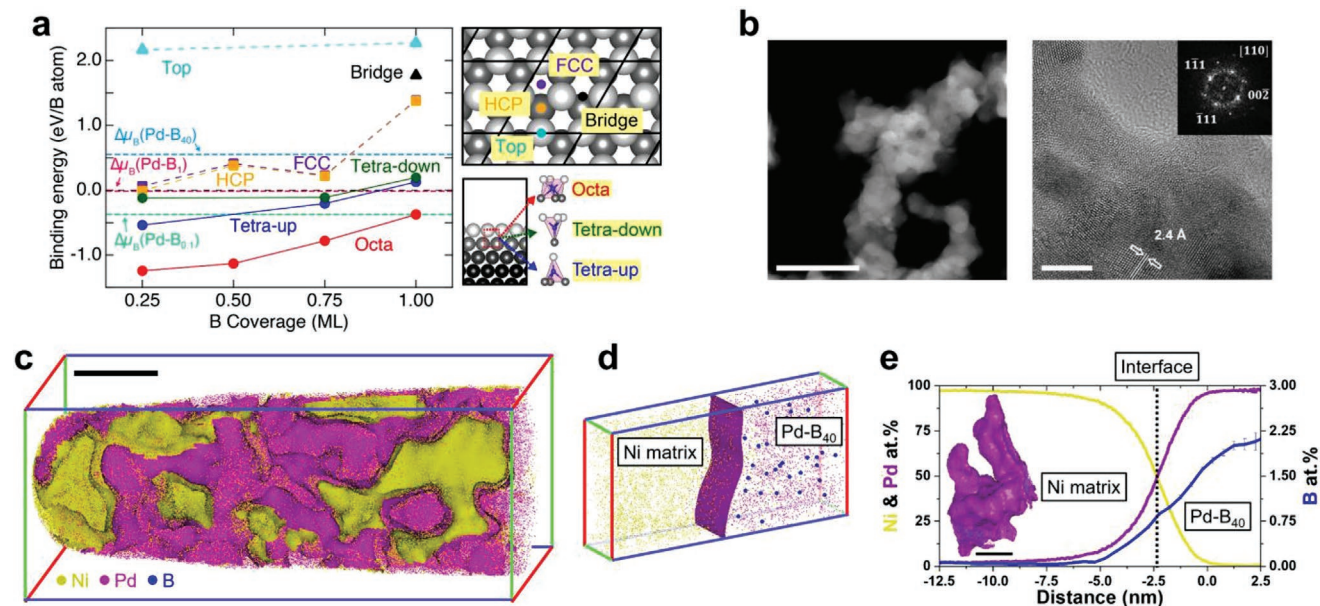 a
Binding energy (eV/B atom)
2.0
1.0
0.0
-1.0
0.25
0.50
0.75
1.00
B Coverage (ML)
Top
Bridge
Δμ_B(Pd-B₄₀)
Δμ_B(Pd-B₁)
Δμ_B(Pd-B₀.₁)
FCC
HCP
Tetra-down
Tetra-up
Octa
FCC
HCP
Bridge
Top
Octa
Tetra-down
Tetra-up
b
2.4 Å
[110]
11̅1
002̅
1̅11
c
Ni Pd B
d
Ni matrix
Pd-B₄₀
e
Interface
Ni & Pd at.%
100
75
50
25
0
Ni matrix
Pd-B₄₀
3.00
2.25
1.50
0.75
0.00
B at.%
-12.5
-10.0
-7.5
-5.0
-2.5
0.0
2.5
Distance (nm)